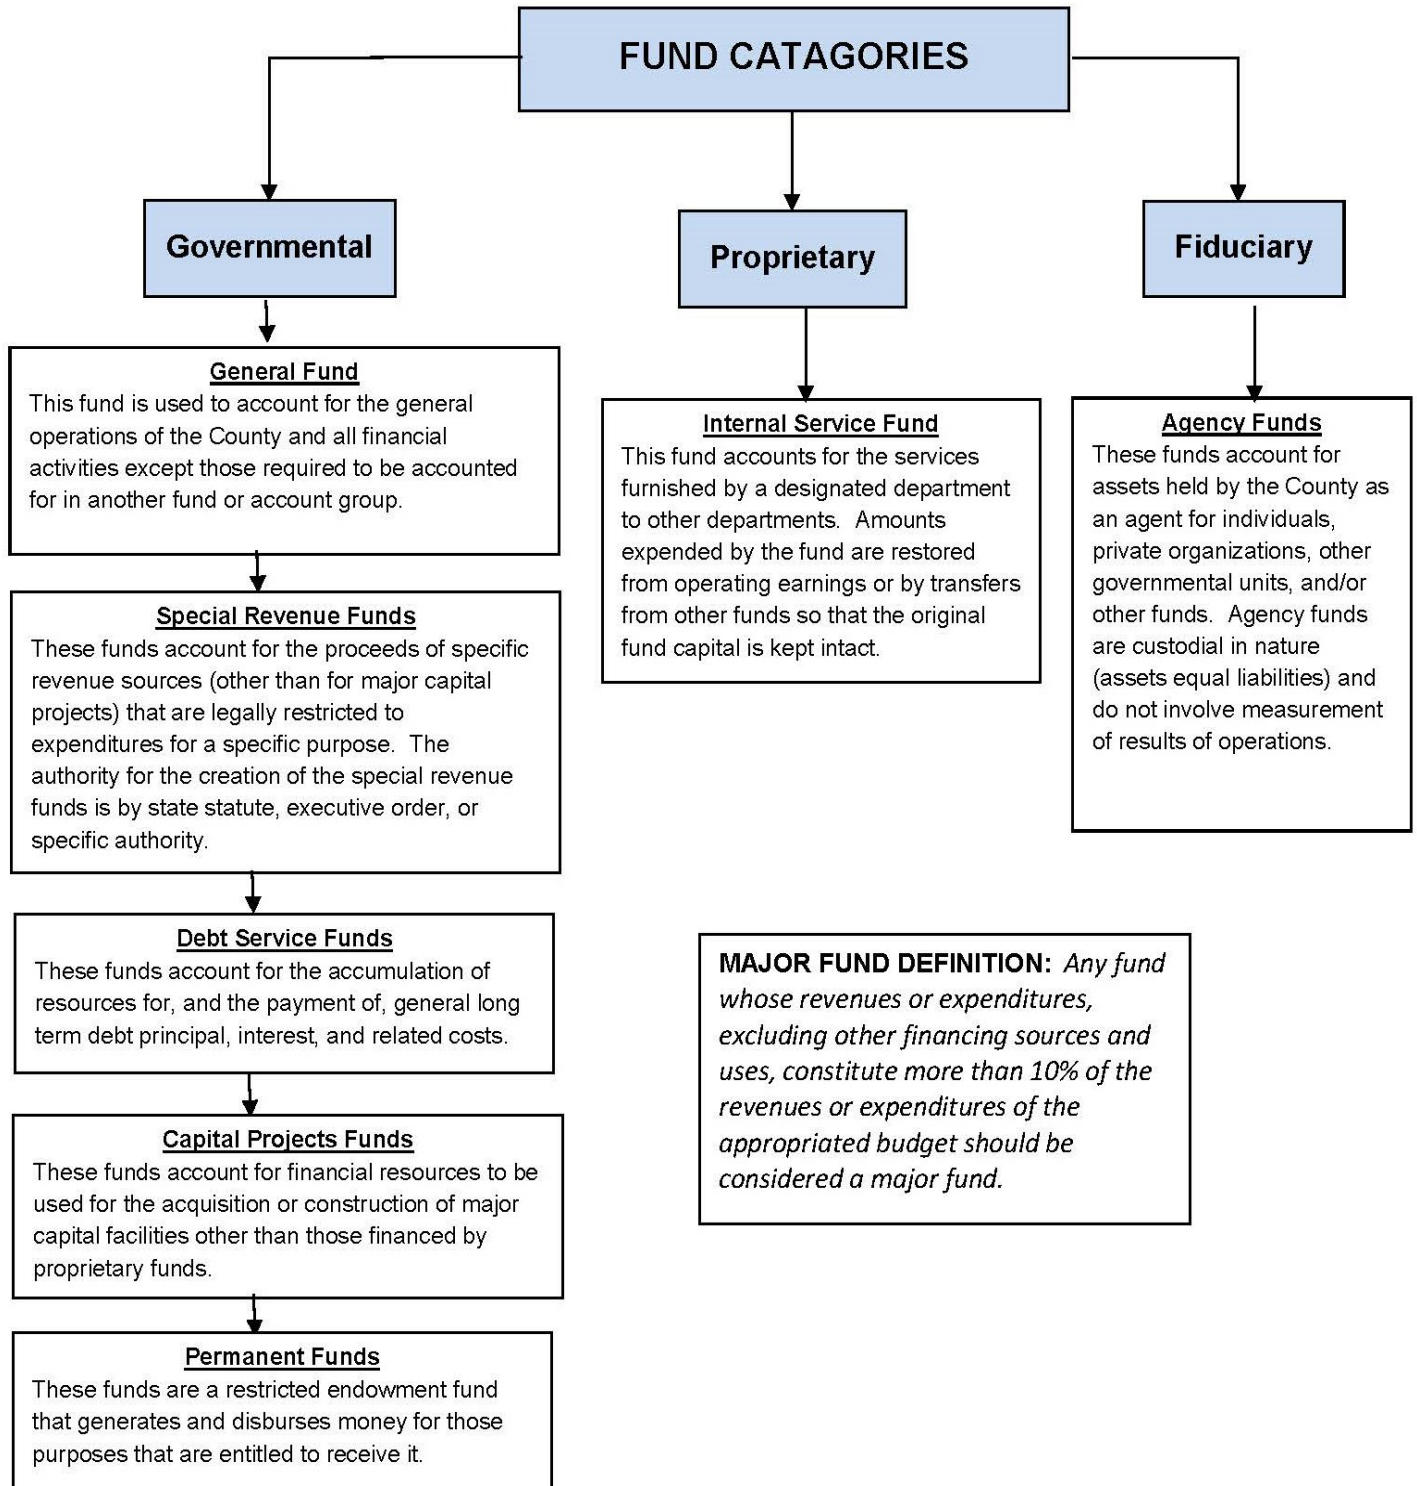 FUND CATAGORIES
Governmental
General Fund
This fund is used to account for the general
operations of the County and all financial
activities except those required to be accounted
for in another fund or account group.
Special Revenue Funds
These funds account for the proceeds of specific
revenue sources (other than for major capital
projects) that are legally restricted to
expenditures for a specific purpose.  The
authority for the creation of the special revenue
funds is by state statute, executive order, or
specific authority.
Debt Service Funds
These funds account for the accumulation of
resources for, and the payment of, general long
term debt principal, interest, and related costs.
Capital Projects Funds
These funds account for financial resources to be
used for the acquisition or construction of major
capital facilities other than those financed by
proprietary funds.
Permanent Funds
These funds are a restricted endowment fund
that generates and disburses money for those
purposes that are entitled to receive it.
Proprietary
Internal Service Fund
This fund accounts for the services
furnished by a designated department
to other departments.  Amounts
expended by the fund are restored
from operating earnings or by transfers
from other funds so that the original
fund capital is kept intact.
Fiduciary
Agency Funds
These funds account for
assets held by the County as
an agent for individuals,
private organizations, other
governmental units, and/or
other funds.  Agency funds
are custodial in nature
(assets equal liabilities) and
do not involve measurement
of results of operations.
MAJOR FUND DEFINITION:  Any fund
whose revenues or expenditures,
excluding other financing sources and
uses, constitute more than 10% of the
revenues or expenditures of the
appropriated budget should be
considered a major fund.